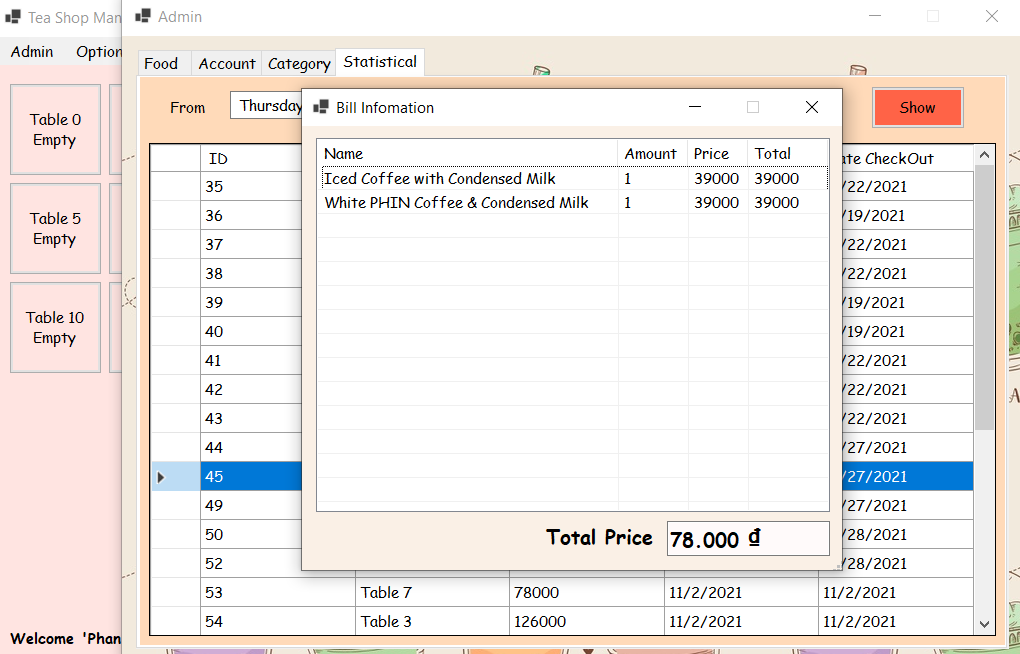 Tea Shop Man
Admin
Admin Option
Food Account Category Statistical
From Thursday Show
Table 0
Empty
Table 5
Empty
Table 10
Empty
Welcome 'Phan
Bill Infomation
Name Amount Price Total
Iced Coffee with Condensed Milk 1 39000 39000
White PHIN Coffee & Condensed Milk 1 39000 39000
Total Price 78.000 ₫
ID ate CheckOut
35 /22/2021
36 /19/2021
37 /22/2021
38 /22/2021
39 /19/2021
40 /19/2021
41 /22/2021
42 /22/2021
43 /22/2021
44 /27/2021
45 /27/2021
49 /27/2021
50 /28/2021
52 /28/2021
53 Table 7 78000 11/2/2021 11/2/2021
54 Table 3 126000 11/2/2021 11/2/2021